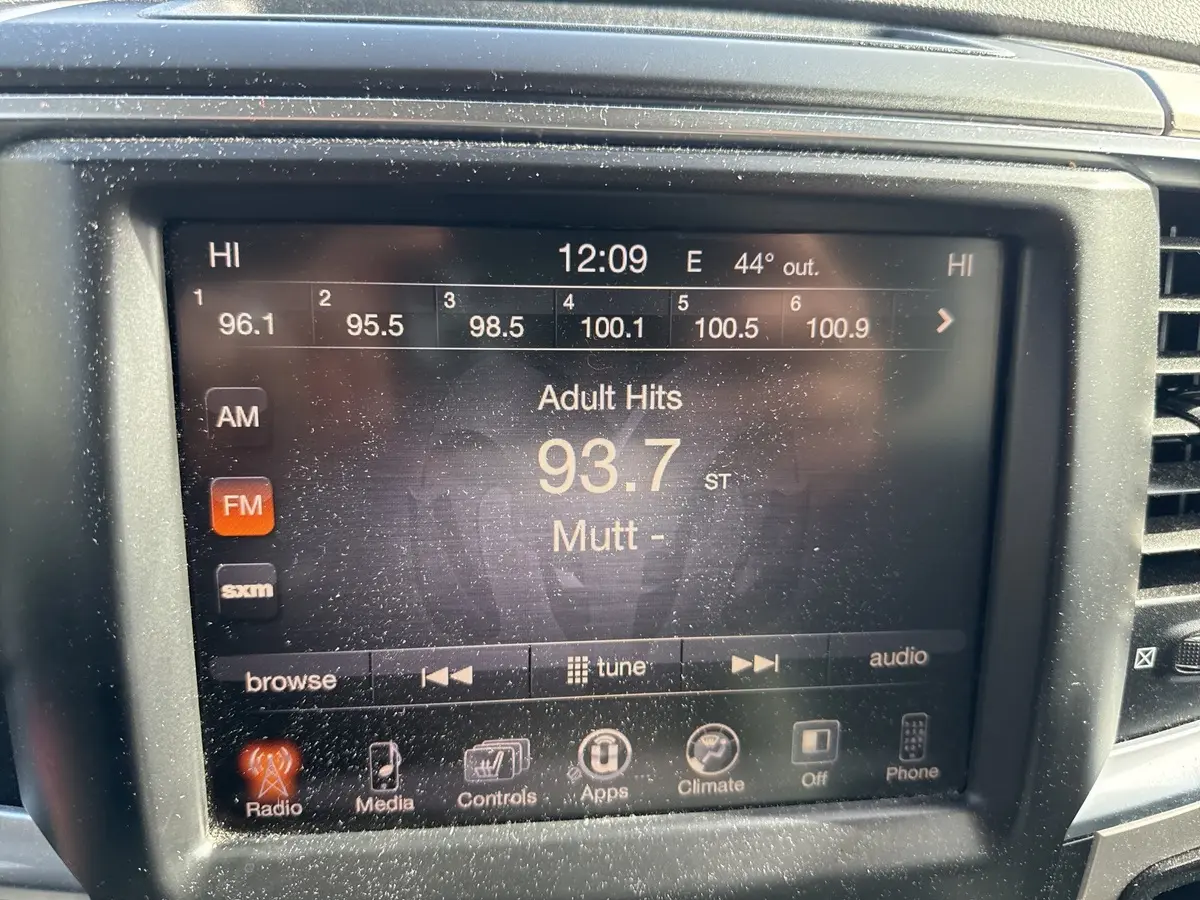 HI 12:09 E 44° out. HI
1 2 3 4 5 6
96.1 95.5 98.5 100.1 100.5 100.9
Adult Hits
AM
93.7 ST
FM
Mutt -
sxm
browse tune audio
Radio Media Controls Apps Climate Off Phone